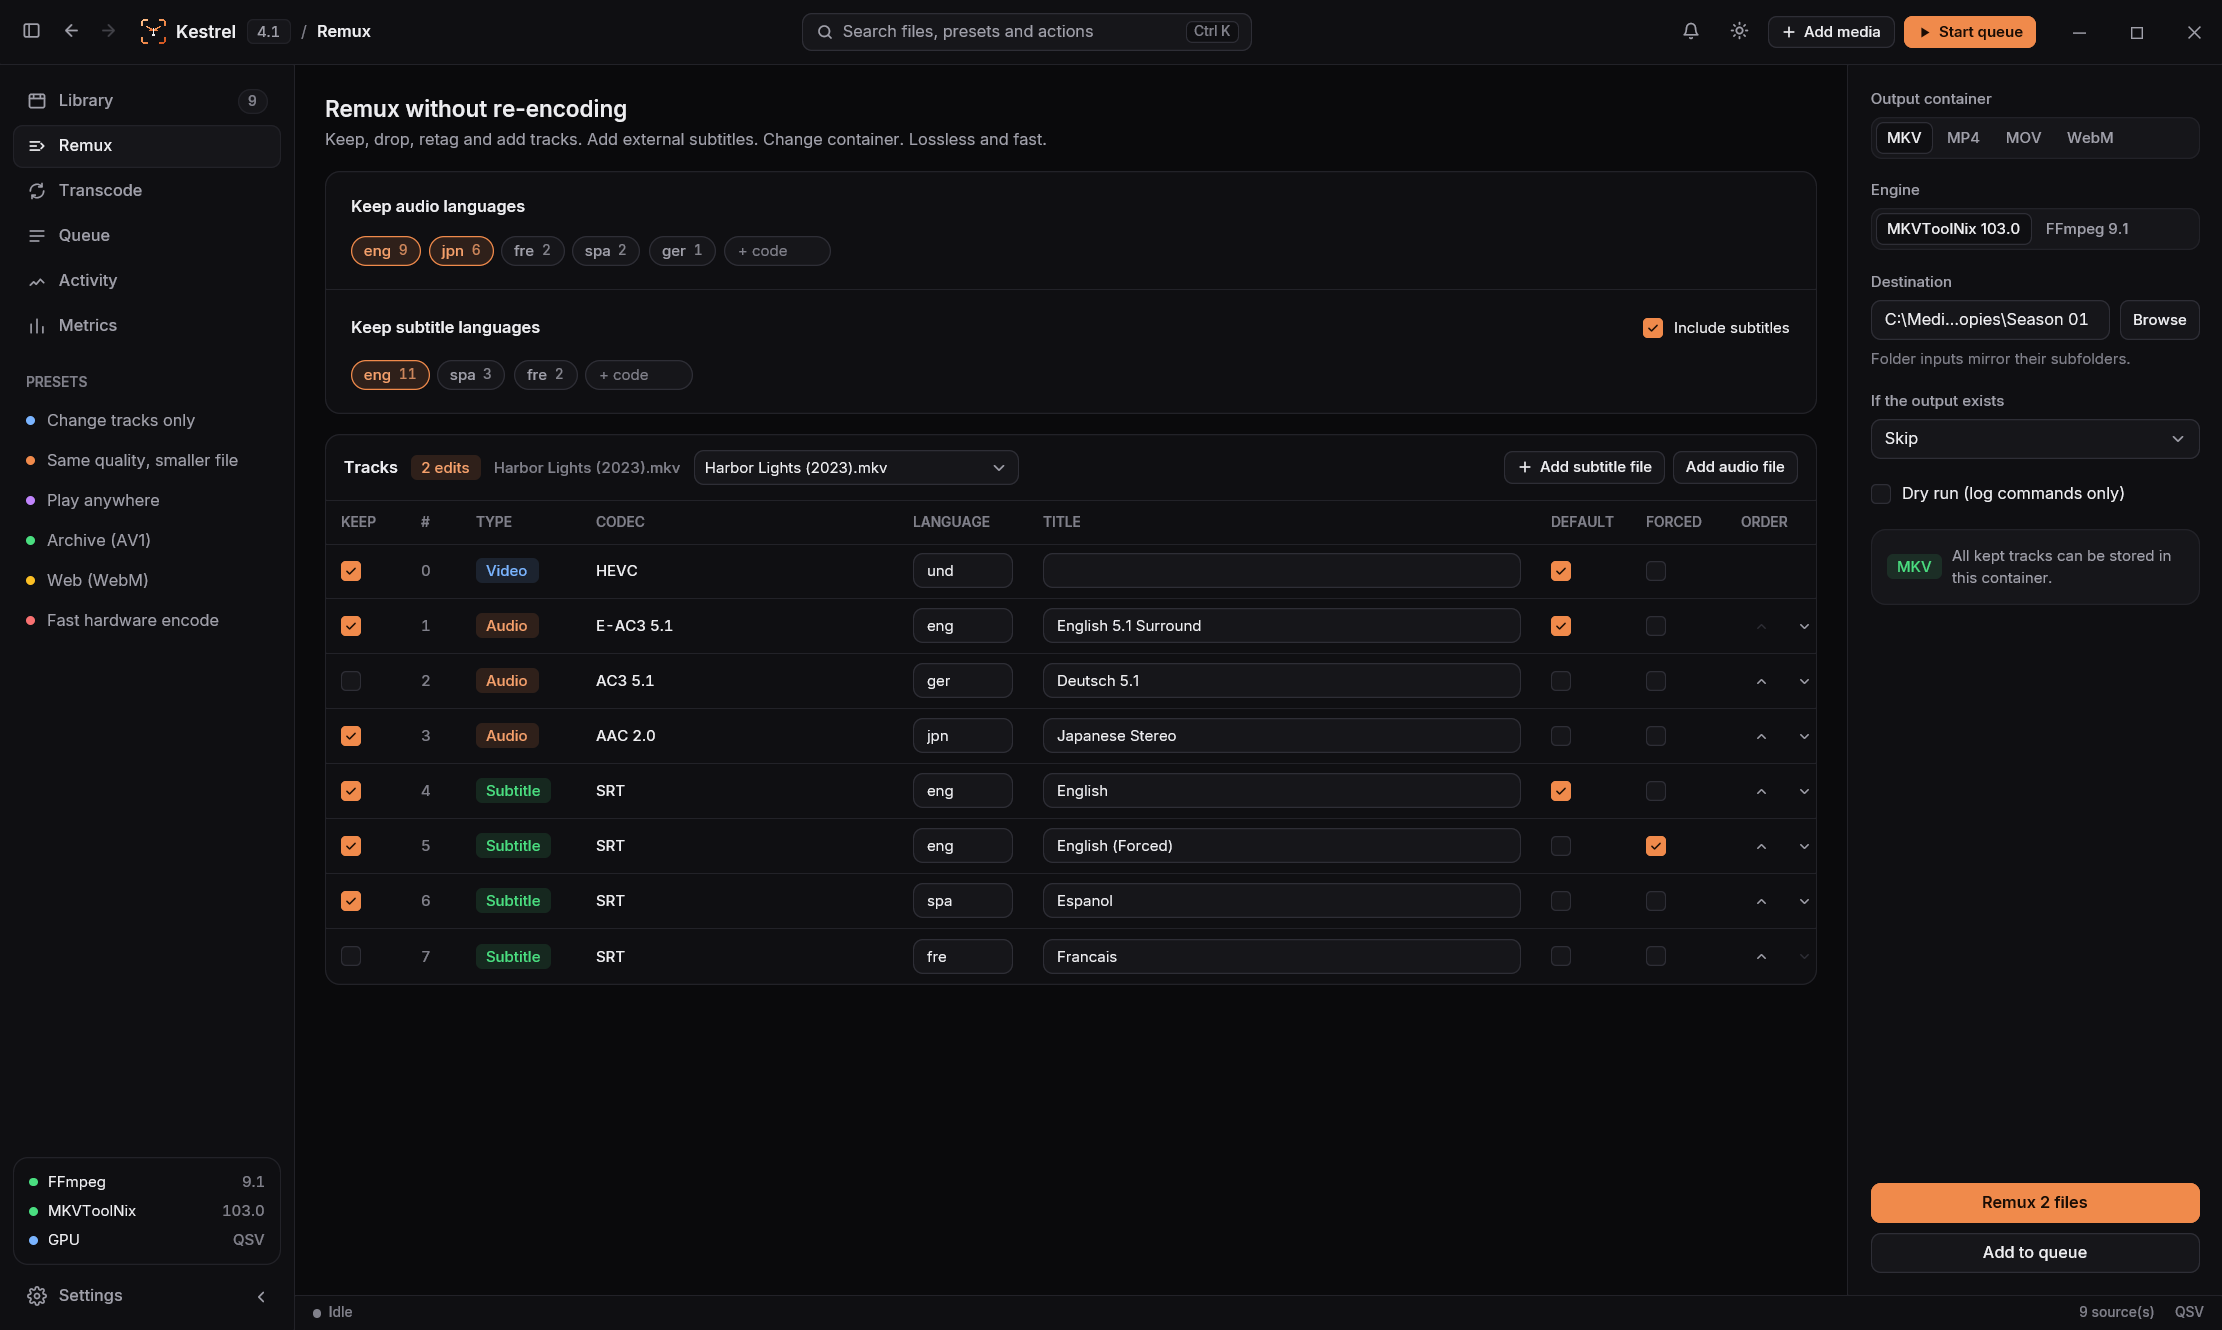 Kestrel 4.1 / Remux
Search files, presets and actions Ctrl K
Add media
Start queue
Library 9
Remux
Transcode
Queue
Activity
Metrics
PRESETS
Change tracks only
Same quality, smaller file
Play anywhere
Archive (AV1)
Web (WebM)
Fast hardware encode
FFmpeg 9.1
MKVToolNix 103.0
GPU QSV
Settings
Remux without re-encoding
Keep, drop, retag and add tracks. Add external subtitles. Change container. Lossless and fast.
Keep audio languages
eng 9 jpn 6 fre 2 spa 2 ger 1 + code
Keep subtitle languages Include subtitles
eng 11 spa 3 fre 2 + code
Tracks 2 edits Harbor Lights (2023).mkv Harbor Lights (2023).mkv Add subtitle file Add audio file
KEEP # TYPE CODEC LANGUAGE TITLE DEFAULT FORCED ORDER
0 Video HEVC und
1 Audio E-AC3 5.1 eng English 5.1 Surround
2 Audio AC3 5.1 ger Deutsch 5.1
3 Audio AAC 2.0 jpn Japanese Stereo
4 Subtitle SRT eng English
5 Subtitle SRT eng English (Forced)
6 Subtitle SRT spa Espanol
7 Subtitle SRT fre Francais
Output container
MKV MP4 MOV WebM
Engine
MKVToolNix 103.0 FFmpeg 9.1
Destination
C:\Medi...opies\Season 01 Browse
Folder inputs mirror their subfolders.
If the output exists
Skip
Dry run (log commands only)
MKV All kept tracks can be stored in
this container.
Remux 2 files
Add to queue
Idle 9 source(s) QSV